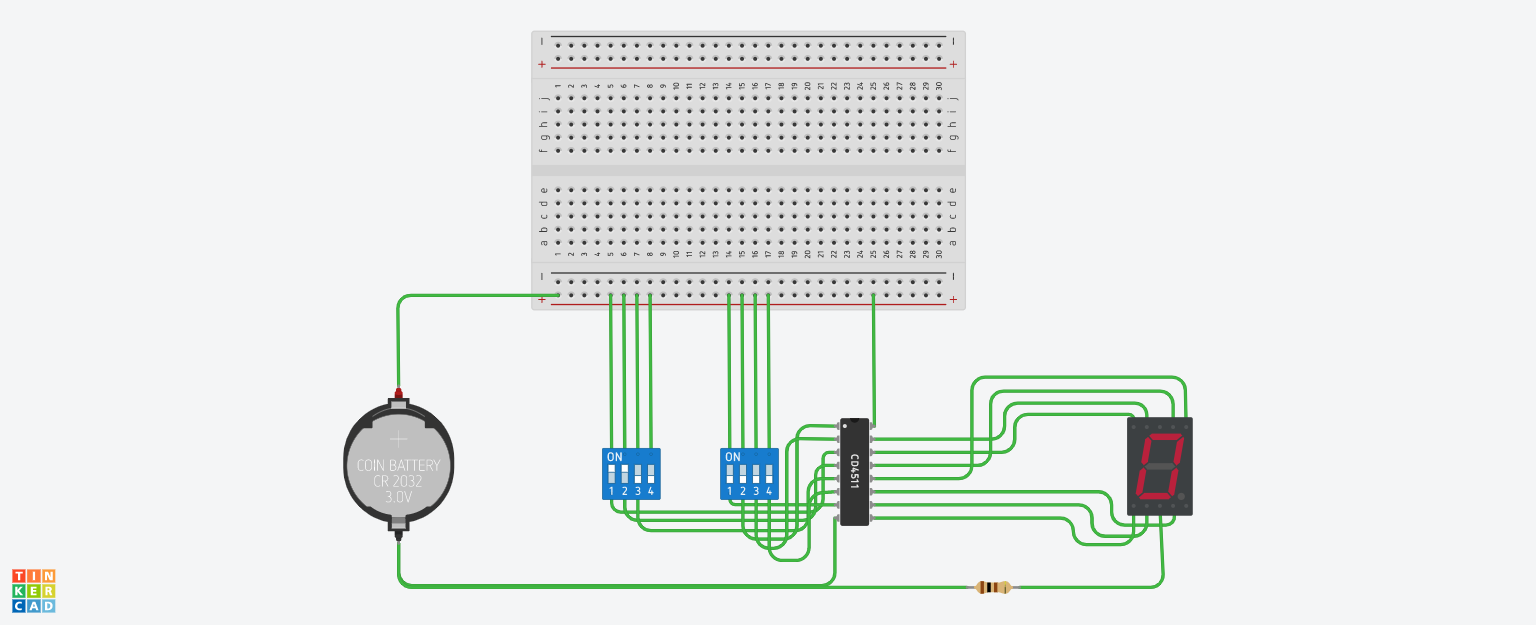 − −
+ +
1 2 3 4 5 6 7 8 9 10 11 12 13 14 15 16 17 18 19 20 21 22 23 24 25 26 27 28 29 30
j j
i i
h h
g g
f f
e e
d d
c c
b b
a a
1 2 3 4 5 6 7 8 9 10 11 12 13 14 15 16 17 18 19 20 21 22 23 24 25 26 27 28 29 30
− −
+ +
COIN BATTERY
CR 2032
3.0V
ON
1 2 3 4
ON
1 2 3 4
CD4511
TIN
KER
CAD